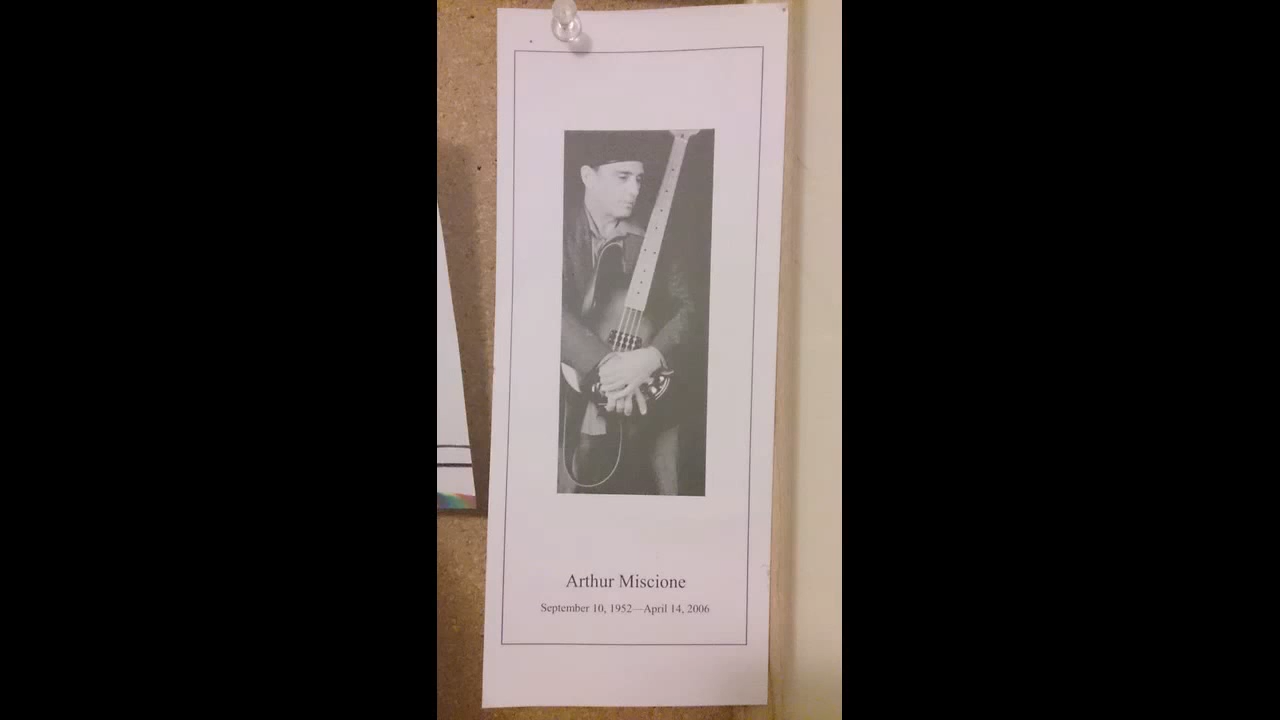 Arthur Miscione
September 10, 1952—April 14, 2006